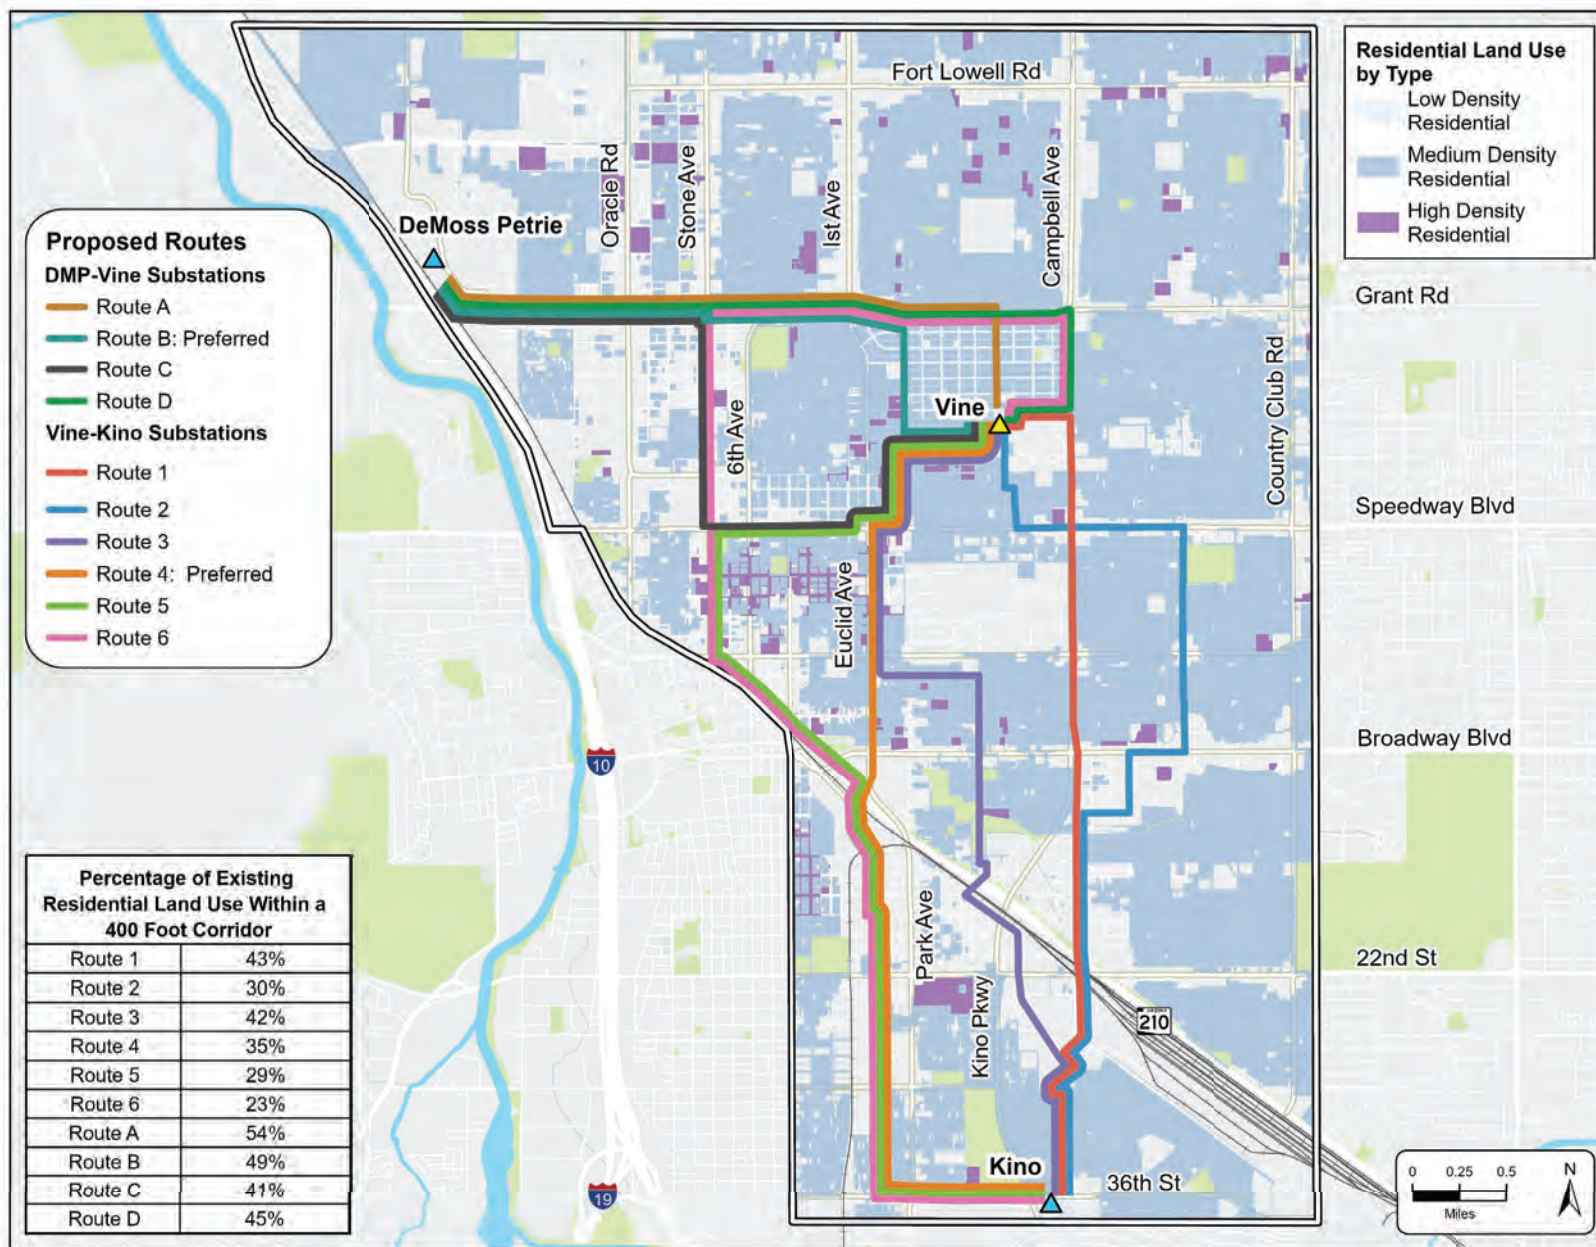 Residential Land Use
by Type
Low Density
Residential
Medium Density
Residential
High Density
Residential
Fort Lowell Rd
Oracle Rd
Stone Ave
1st Ave
Campbell Ave
DeMoss Petrie
Proposed Routes
DMP-Vine Substations
Route A
Route B: Preferred
Route C
Route D
Vine-Kino Substations
Route 1
Route 2
Route 3
Route 4: Preferred
Route 5
Route 6
Grant Rd
Country Club Rd
Vine
6th Ave
Speedway Blvd
Euclid Ave
Broadway Blvd
10
Percentage of Existing
Residential Land Use Within a
400 Foot Corridor
Route 1 43%
Route 2 30%
Route 3 42%
Route 4 35%
Route 5 29%
Route 6 23%
Route A 54%
Route B 49%
Route C 41%
Route D 45%
Park Ave
22nd St
Kino Pkwy
210
Kino
36th St
19
0 0.25 0.5
Miles
N